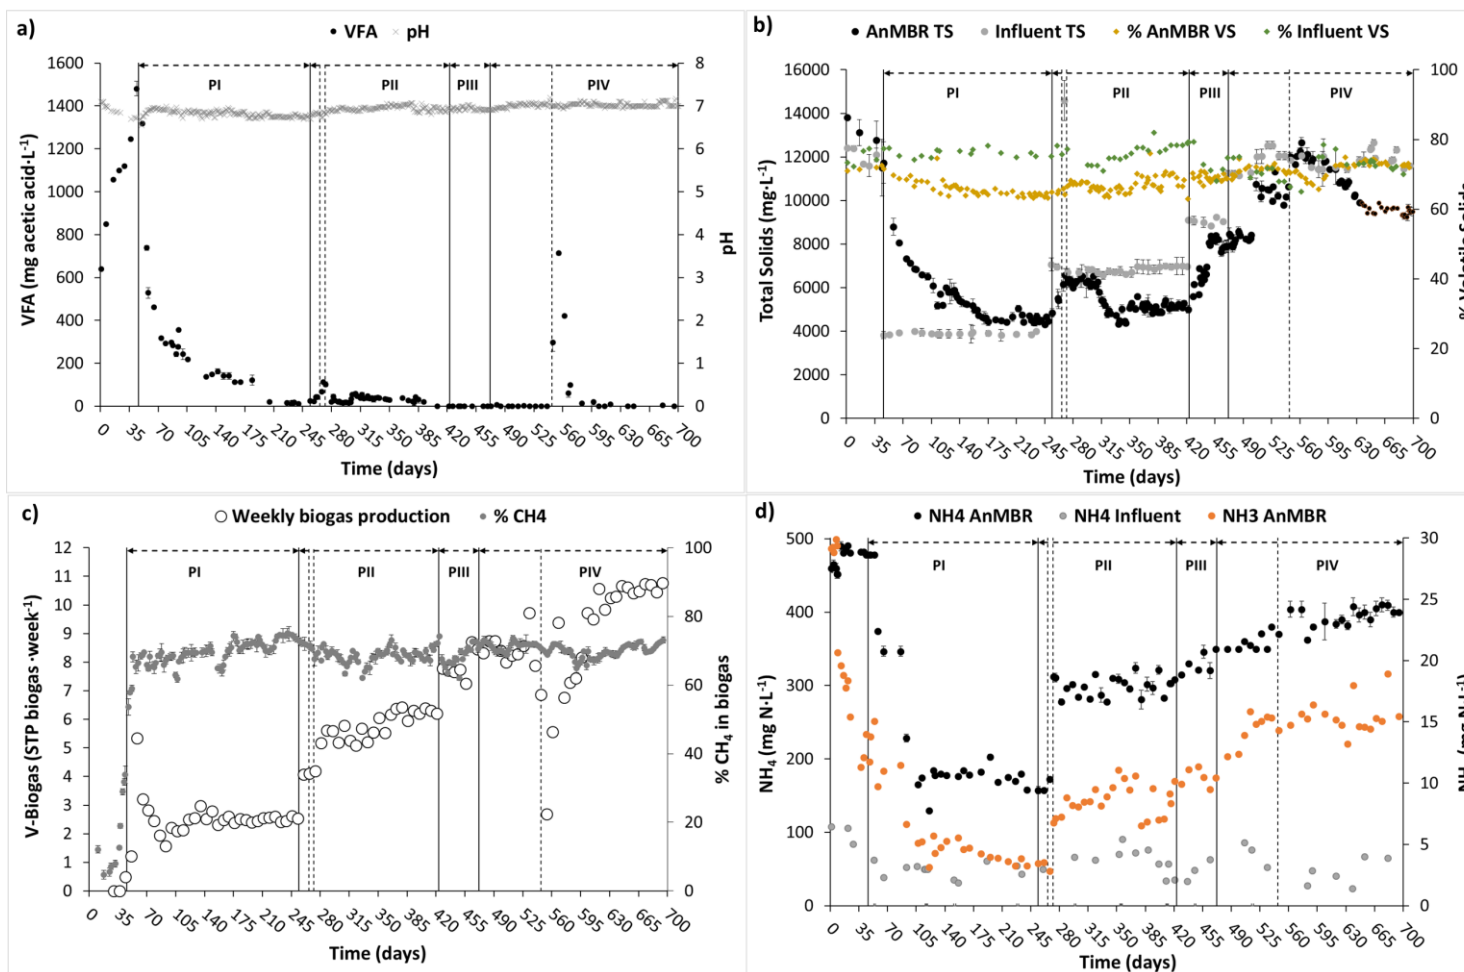 a)
VFA pH
VFA (mg acetic acid·L⁻¹)
1600
1400
1200
1000
800
600
400
200
0
PI PII PIII PIV
8
7
6
5
4
3
2
1
0
pH
0 35 70 105 140 175 210 245 280 315 350 385 420 455 490 525 560 595 630 665 700
Time (days)
b)
AnMBR TS Influent TS % AnMBR VS % Influent VS
Total Solids (mg·L⁻¹)
16000
14000
12000
10000
8000
6000
4000
2000
0
PI PII PIII PIV
100
80
60
40
20
0
% Volatile Solids
0 35 70 105 140 175 210 245 280 315 350 385 420 455 490 525 560 595 630 665 700
Time (days)
c)
Weekly biogas production % CH4
V-Biogas (STP biogas ·week⁻¹)
12
11
10
9
8
7
6
5
4
3
2
1
0
PI PII PIII PIV
100
80
60
40
20
0
% CH₄ in biogas
0 35 70 105 140 175 210 245 280 315 350 385 420 455 490 525 560 595 630 665 700
Time (days)
d)
NH4 AnMBR NH4 Influent NH3 AnMBR
NH₄ (mg N·L⁻¹)
500
400
300
200
100
0
PI PII PIII PIV
30
25
20
15
10
5
0
(mg N·L⁻¹)
0 35 70 105 140 175 210 245 280 315 350 385 420 455 490 525 560 595 630 665 700
Time (days)